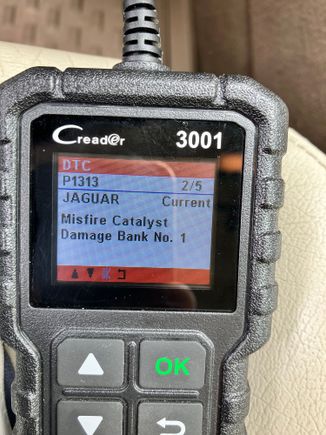 Creader 3001
DTC
P1313 2/5
JAGUAR Current
Misfire Catalyst
Damage Bank No. 1
OK